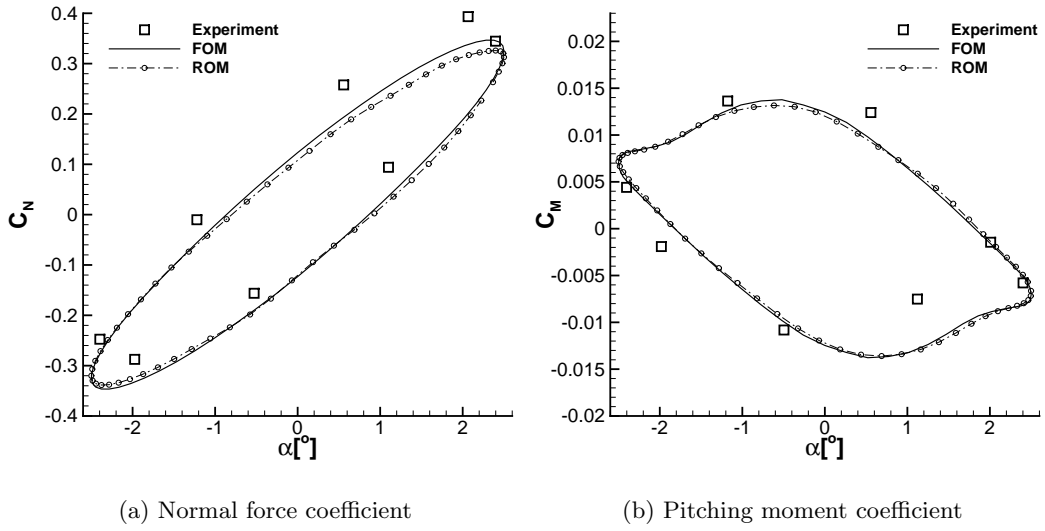 Experiment
FOM
ROM
C_N
0.4
0.3
0.2
0.1
0
-0.1
-0.2
-0.3
-0.4
-2
-1
0
1
2
α[°]
(a) Normal force coefficient
Experiment
FOM
ROM
C_M
0.02
0.015
0.01
0.005
0
-0.005
-0.01
-0.015
-0.02
-2
-1
0
1
2
α[°]
(b) Pitching moment coefficient